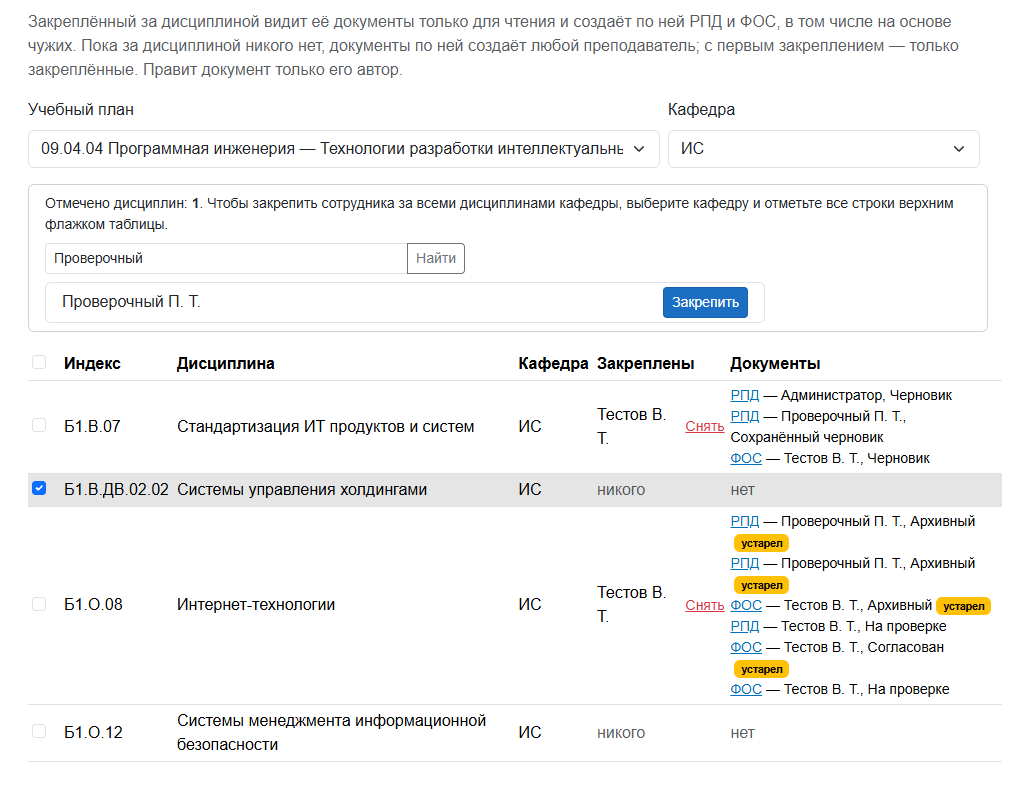 Закреплённый за дисциплиной видит её документы только для чтения и создаёт по ней РПД и ФОС, в том числе на основе
чужих. Пока за дисциплиной никого нет, документы по ней создаёт любой преподаватель; с первым закреплением — только
закреплённые. Правит документ только его автор.
Учебный план
Кафедра
09.04.04 Программная инженерия — Технологии разработки интеллектуальны
ИС
Отмечено дисциплин: 1. Чтобы закрепить сотрудника за всеми дисциплинами кафедры, выберите кафедру и отметьте все строки верхним
флажком таблицы.
Проверочный
Найти
Проверочный П. Т.
Закрепить
Индекс Дисциплина Кафедра Закреплены Документы
Б1.В.07 Стандартизация ИТ продуктов и систем ИС
Тестов В.
Т.
Снять
РПД — Администратор, Черновик
РПД — Проверочный П. Т.,
Сохранённый черновик
ФОС — Тестов В. Т., Черновик
Б1.В.ДВ.02.02 Системы управления холдингами ИС никого нет
Б1.О.08 Интернет-технологии ИС
Тестов В.
Т.
Снять
РПД — Проверочный П. Т., Архивный
устарел
РПД — Проверочный П. Т., Архивный
устарел
ФОС — Тестов В. Т., Архивный устарел
РПД — Тестов В. Т., На проверке
ФОС — Тестов В. Т., Согласован
устарел
ФОС — Тестов В. Т., На проверке
Б1.О.12
Системы менеджмента информационной
безопасности
ИС никого нет